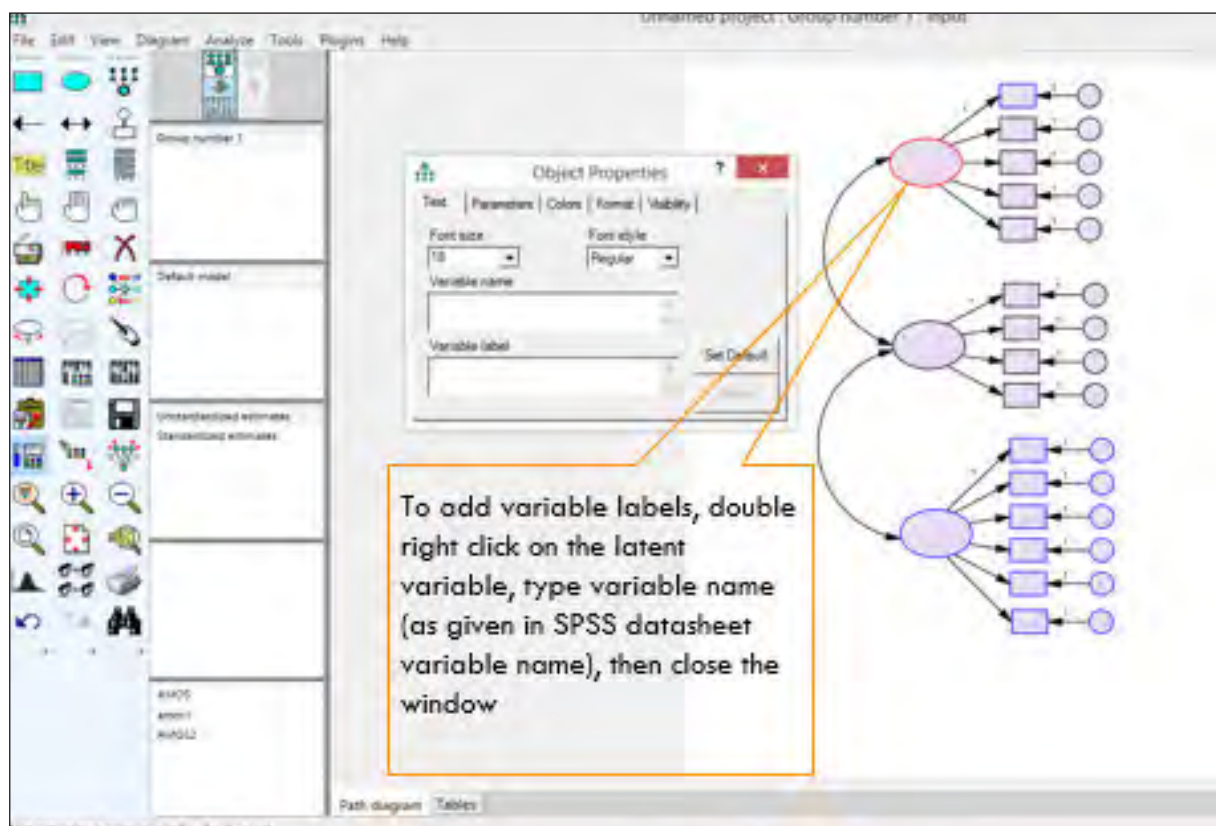 Unnamed project : Group number 1 : Input
File Edit View Diagram Analyze Tools Plugins Help
Title
Group number 1
Default model
Unstandardized estimates
Standardized estimates
Object Properties ?
Text Parameters Colors Format Visibility
Font size Font style
18 Regular
Variable name
Variable label
Set Default
To add variable labels, double
right click on the latent
variable, type variable name
(as given in SPSS datasheet
variable name), then close the
window
Path diagram Tables